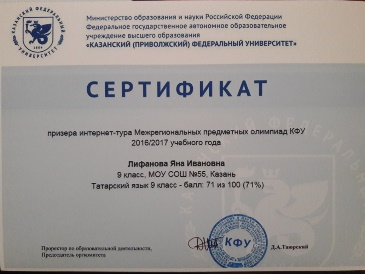 Министерство образования и науки Российской Федерации
Федеральное государственное автономное образовательное
учреждение высшего образования
«КАЗАНСКИЙ (ПРИВОЛЖСКИЙ) ФЕДЕРАЛЬНЫЙ УНИВЕРСИТЕТ»
КАЗАНСКИЙ ФЕДЕРАЛЬНЫЙ УНИВЕРСИТЕТ
1804
СЕРТИФИКАТ
призера интернет-тура Межрегиональных предметных олимпиад КФУ
2016/2017 учебного года
Лифанова Яна Ивановна
9 класс, МОУ СОШ №55, Казань
Татарский язык 9 класс - балл: 71 из 100 (71%)
Проректор по образовательной деятельности,
Председатель оргкомитета
КФУ
Д.А.Таюрский